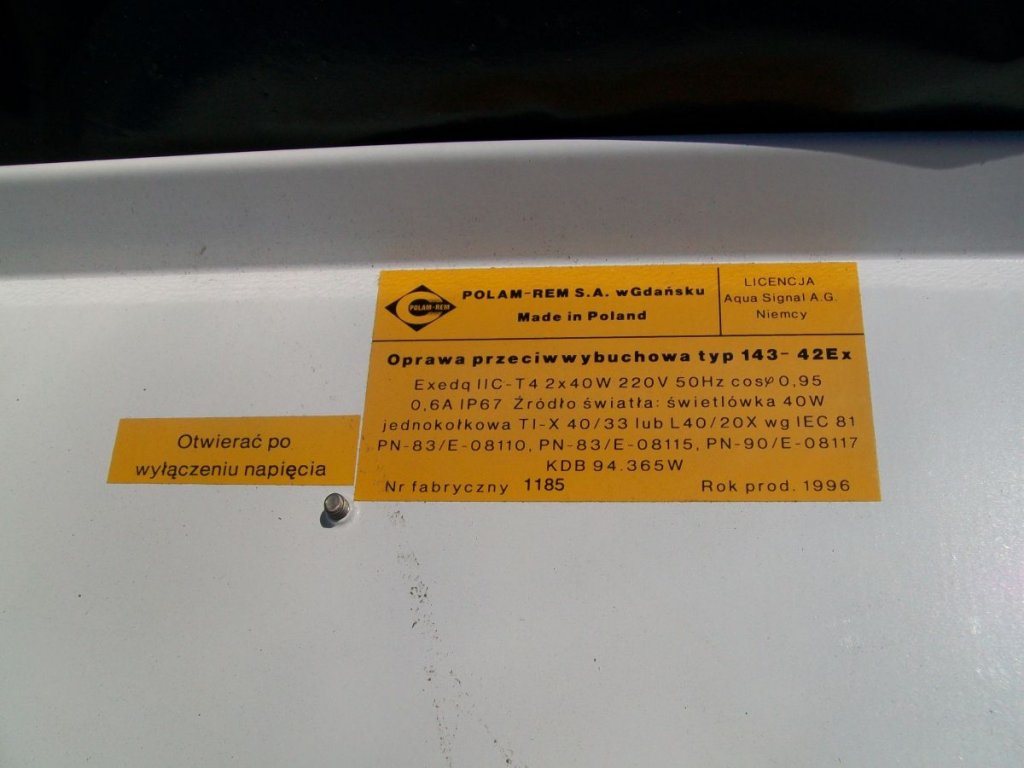 POLAM-REM
POLAM-REM S.A. wGdańsku
Made in Poland
LICENCJA
Aqua Signal A.G.
Niemcy
Oprawa przeciwwybuchowa typ 143-42Ex
Exedq IIC-T4 2x40W 220V 50Hz cosφ 0,95
0,6A IP67 Źródło światła: świetlówka 40W
jednokołkowa TI-X 40/33 lub L40/20X wg IEC 81
PN-83/E-08110, PN-83/E-08115, PN-90/E-08117
KDB 94.365W
Nr fabryczny 1185 Rok prod. 1996
Otwierać po
wyłączeniu napięcia